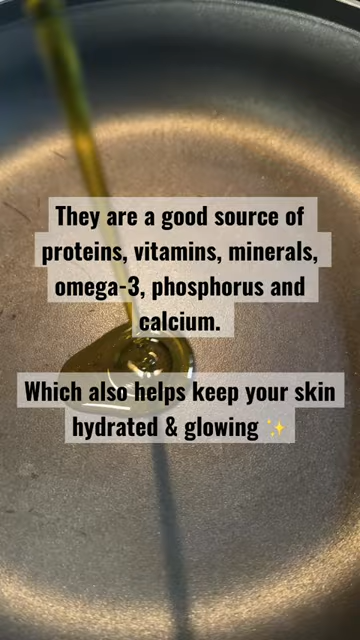 They are a good source of
proteins, vitamins, minerals,
omega-3, phosphorus and
calcium.
Which also helps keep your skin
hydrated & glowing ✨